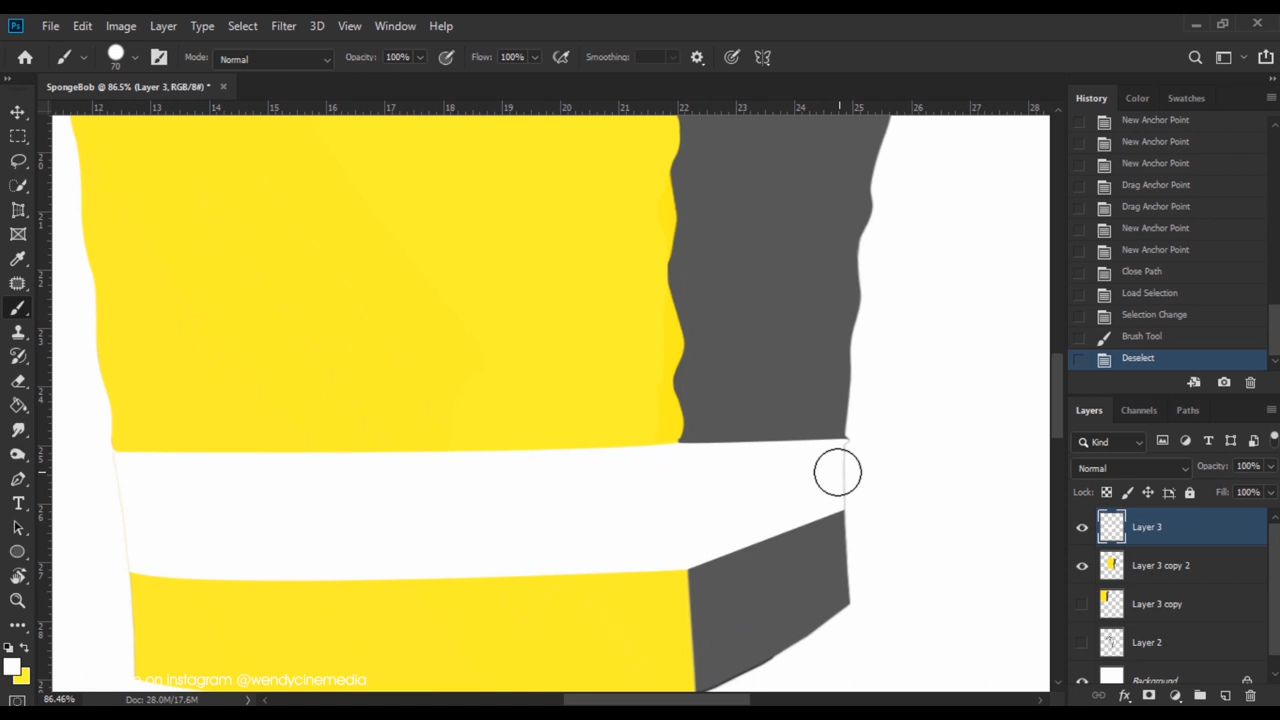 Ps File Edit Image Layer Type Select Filter 3D View Window Help
70 Mode: Normal Opacity: 100% Flow: 100% Smoothing:
SpongeBob @ 86.5% (Layer 3, RGB/8#) * ×
12 13 14 15 16 17 18 19 20 21 22 23 24 25 26 27 28
History Color Swatches
New Anchor Point
New Anchor Point
New Anchor Point
Drag Anchor Point
Drag Anchor Point
New Anchor Point
New Anchor Point
Close Path
Load Selection
Selection Change
Brush Tool
Deselect
Layers Channels Paths
Kind
Normal Opacity: 100%
Lock: Fill: 100%
Layer 3
Layer 3 copy 2
Layer 3 copy
Layer 2
Background
on instagram @wendycinemedia
86.46% Doc: 28.0M/17.6M